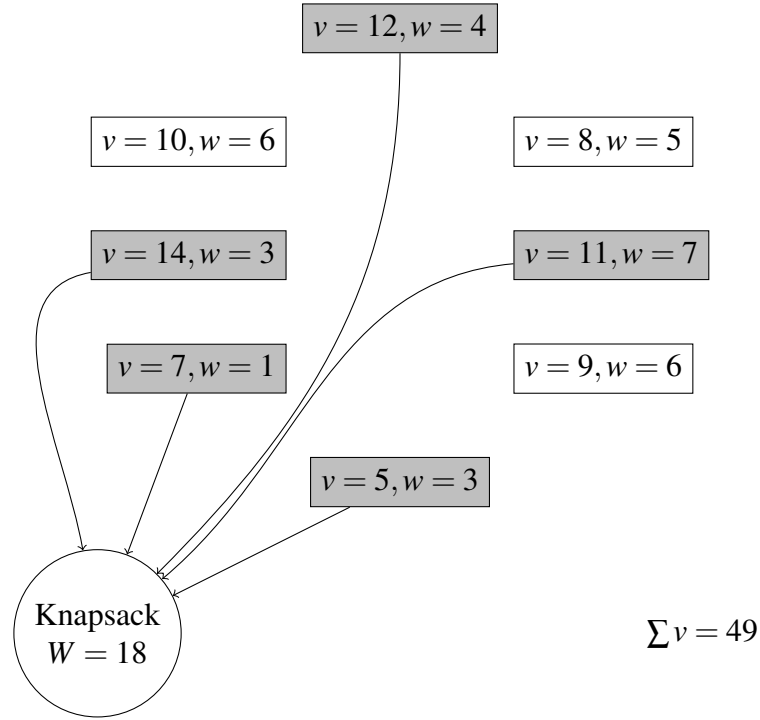 v = 12, w = 4
v = 10, w = 6
v = 8, w = 5
v = 14, w = 3
v = 11, w = 7
v = 7, w = 1
v = 9, w = 6
v = 5, w = 3
Knapsack
W = 18
∑ v = 49